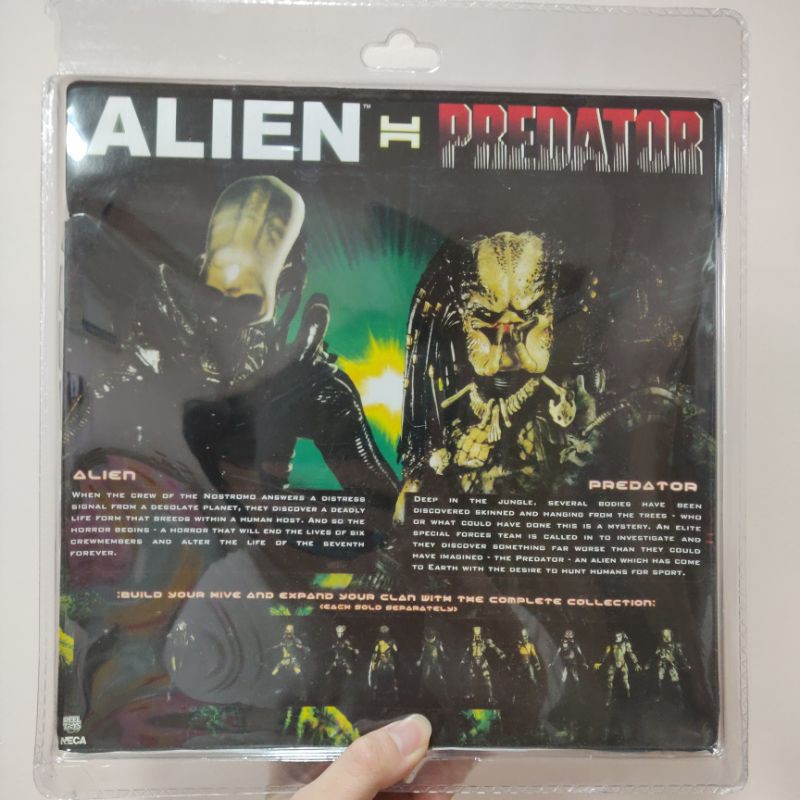 ALIEN™ PREDATOR
ALIEN
WHEN THE CREW OF THE NOSTROMO ANSWERS A DISTRESS
SIGNAL FROM A DESOLATE PLANET, THEY DISCOVER A DEADLY
LIFE FORM THAT BREEDS WITHIN A HUMAN HOST. AND SO THE
HORROR BEGINS - A HORROR THAT WILL END THE LIVES OF SIX
CREWMEMBERS AND ALTER THE LIFE OF THE SEVENTH
FOREVER.
PREDATOR
DEEP IN THE JUNGLE, SEVERAL BODIES HAVE BEEN
DISCOVERED SKINNED AND HANGING FROM THE TREES - WHO
OR WHAT COULD HAVE DONE THIS IS A MYSTERY. AN ELITE
SPECIAL FORCES TEAM IS CALLED IN TO INVESTIGATE AND
THEY DISCOVER SOMETHING FAR WORSE THAN THEY COULD
HAVE IMAGINED - THE PREDATOR - AN ALIEN WHICH HAS COME
TO EARTH WITH THE DESIRE TO HUNT HUMANS FOR SPORT.
:BUILD YOUR HIVE AND EXPAND YOUR CLAN WITH THE COMPLETE COLLECTION:
(EACH SOLD SEPARATELY)
REEL
TOYS
NECA